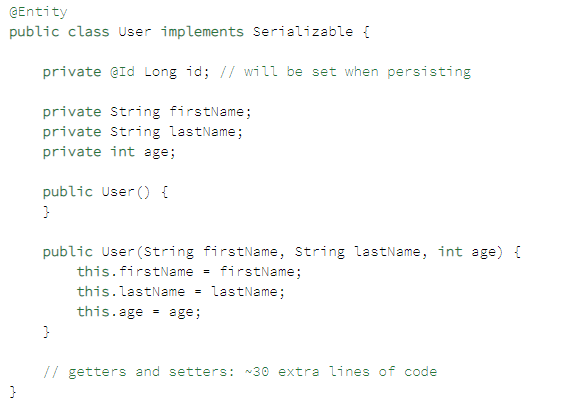 @Entity
public class User implements Serializable {
private @Id Long id; // will be set when persisting
private String firstName;
private String lastName;
private int age;
public User() {
}
public User(String firstName, String lastName, int age) {
this.firstName = firstName;
this.lastName = lastName;
this.age = age;
}
// getters and setters: ~30 extra lines of code
}